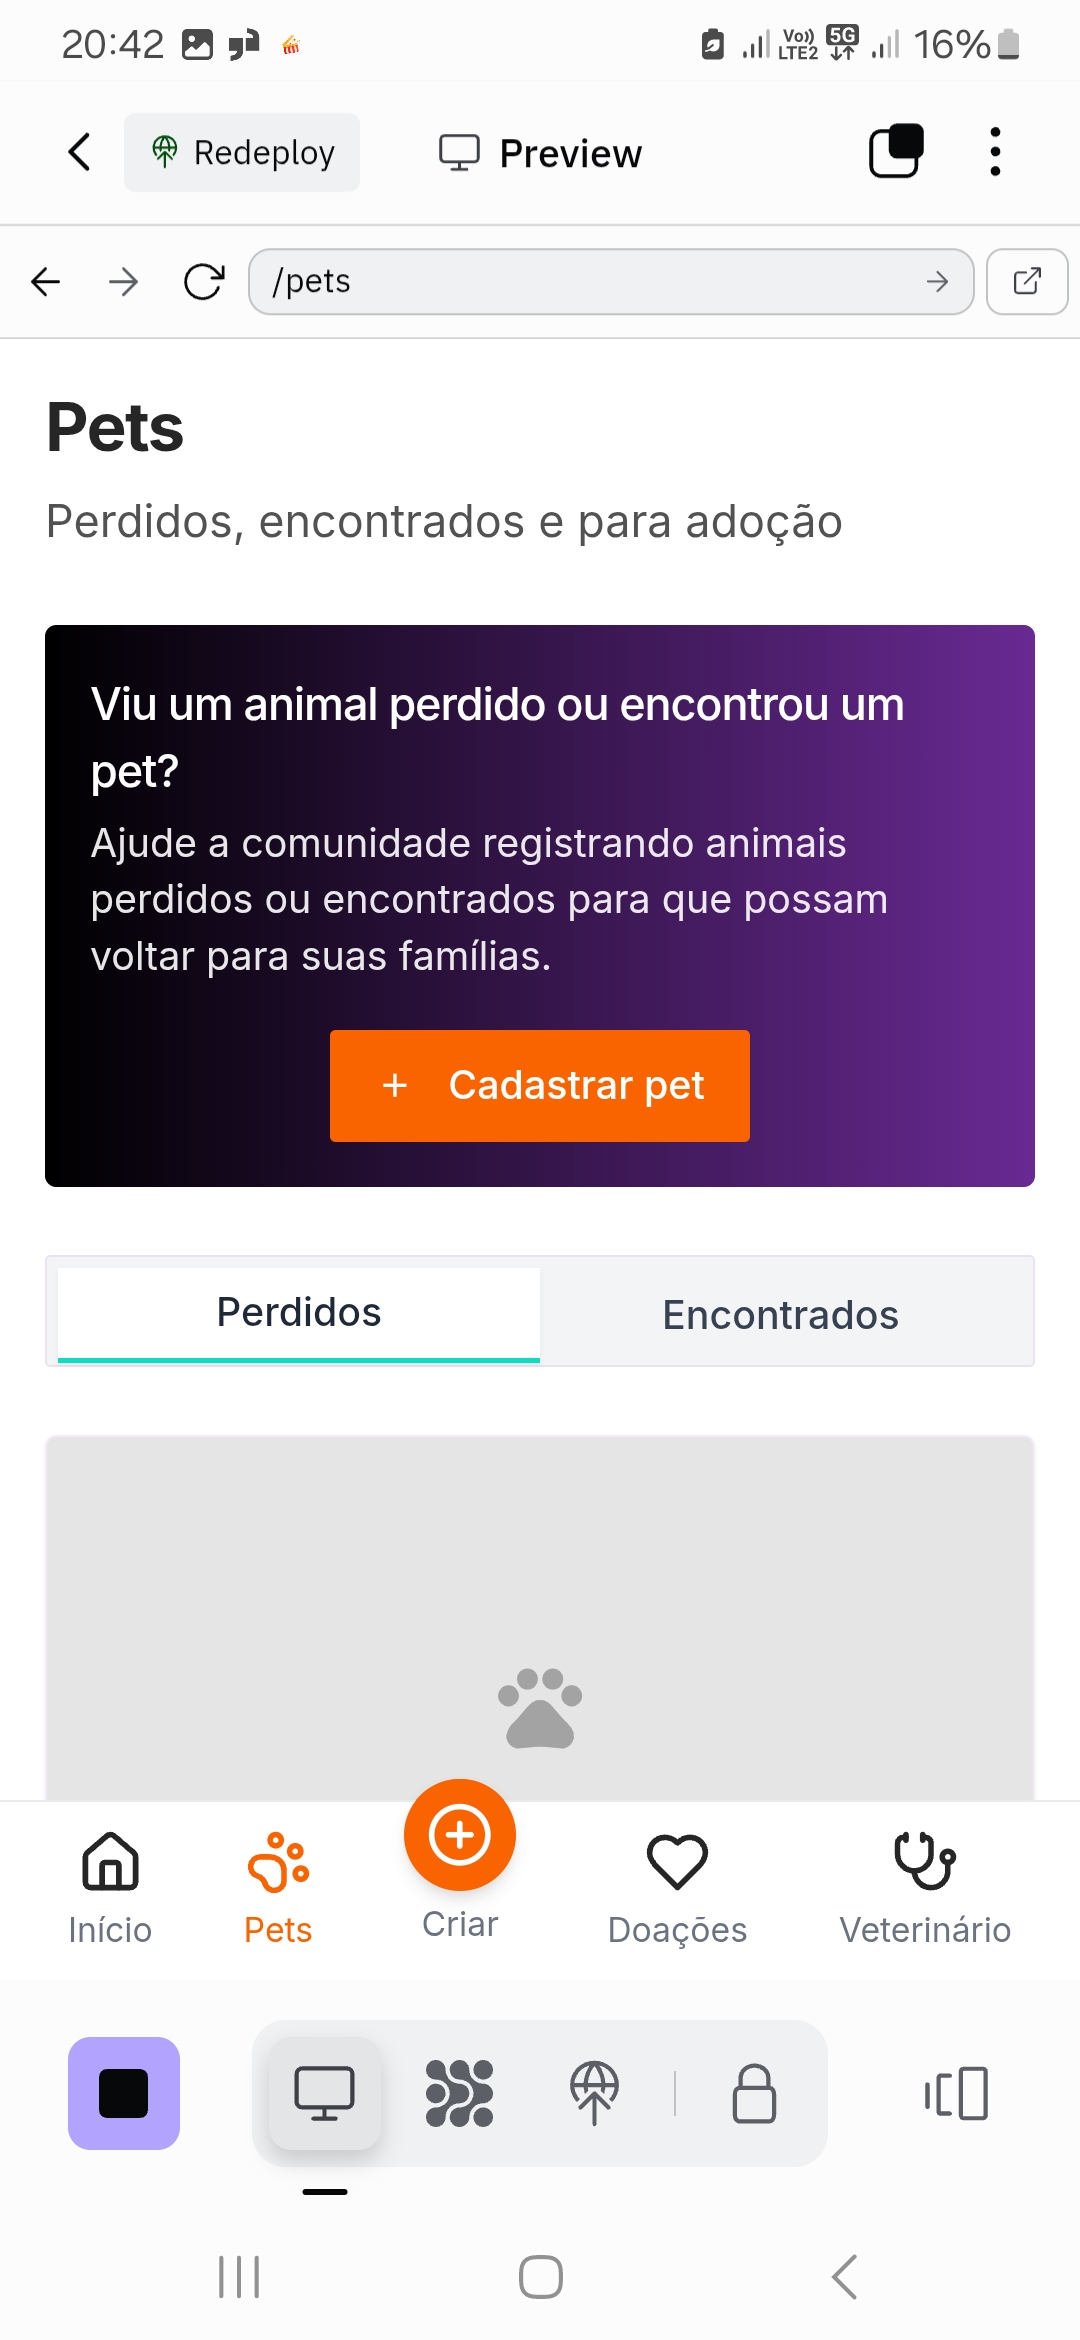 20:42
Vo)) LTE2 5G 16%
Redeploy
Preview
/pets
Pets
Perdidos, encontrados e para adoção
Viu um animal perdido ou encontrou um
pet?
Ajude a comunidade registrando animais
perdidos ou encontrados para que possam
voltar para suas famílias.
+ Cadastrar pet
Perdidos
Encontrados
Início
Pets
Criar
Doações
Veterinário